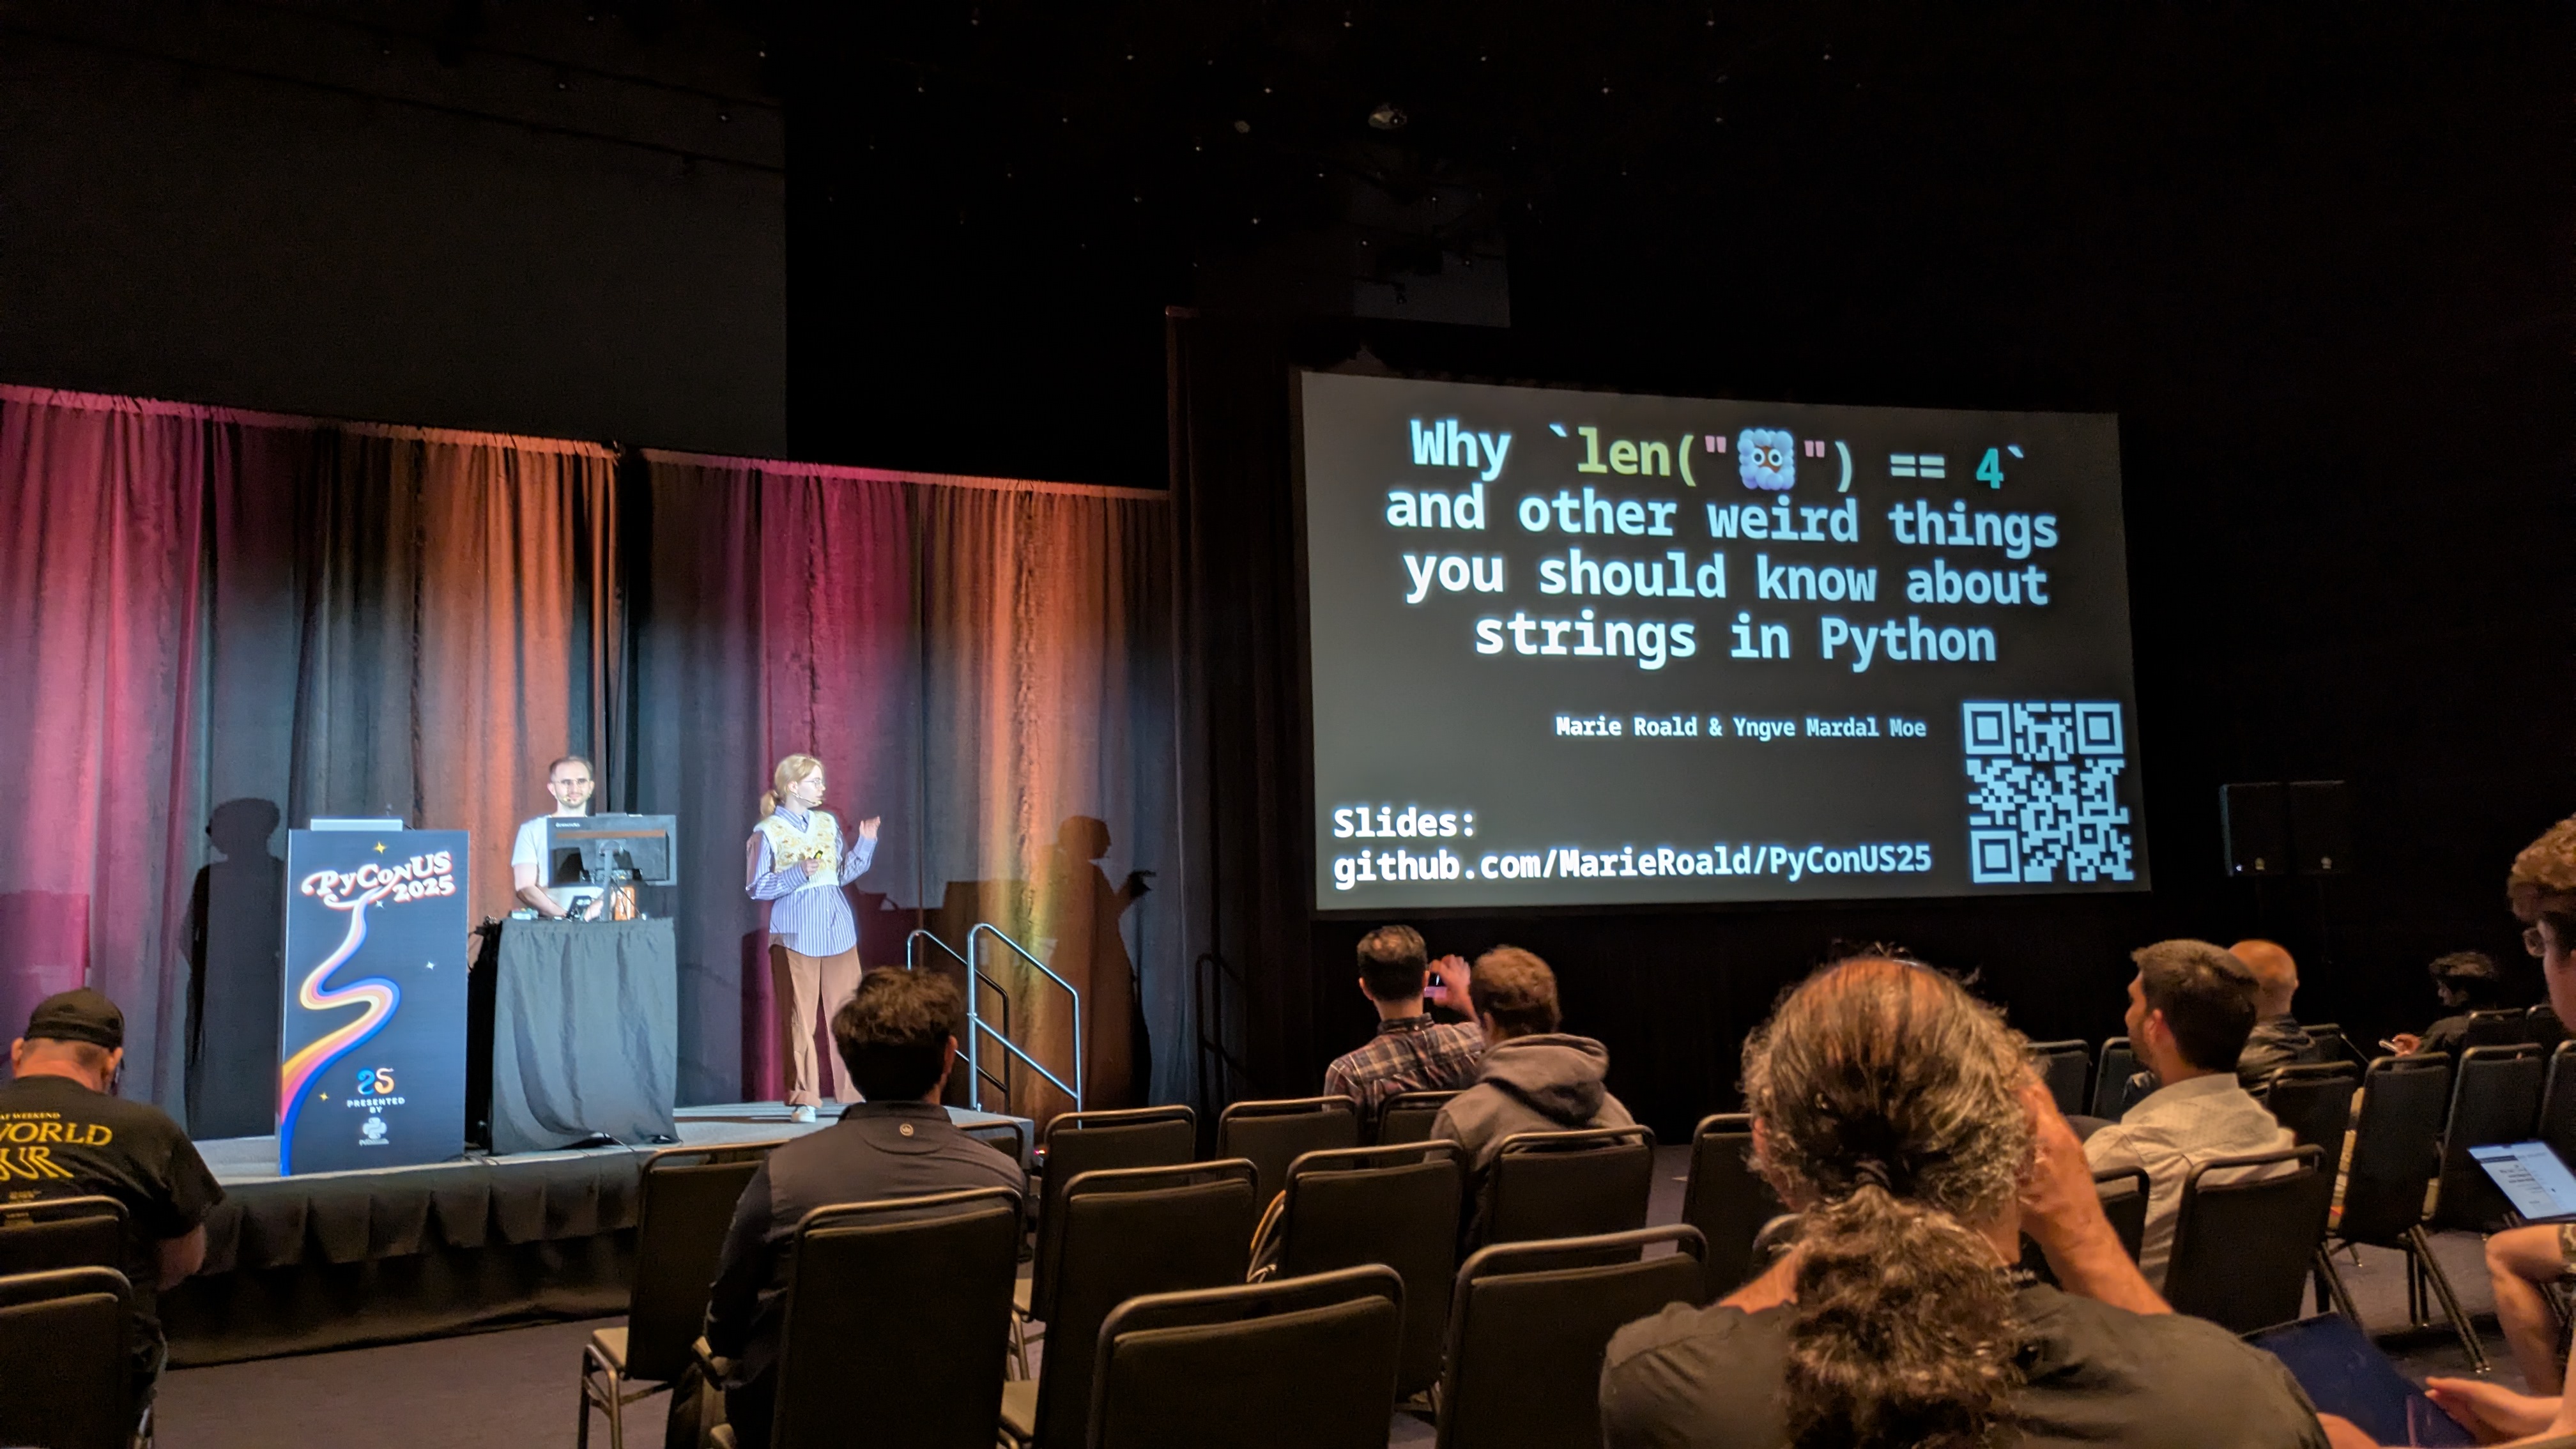 Why `len("😶‍🌫️") == 4`
and other weird things
you should know about
strings in Python
Marie Roald & Yngve Mardal Moe
Slides:
github.com/MarieRoald/PyConUS25
PyConUS
2025
25
PRESENTED
BY
WORLD